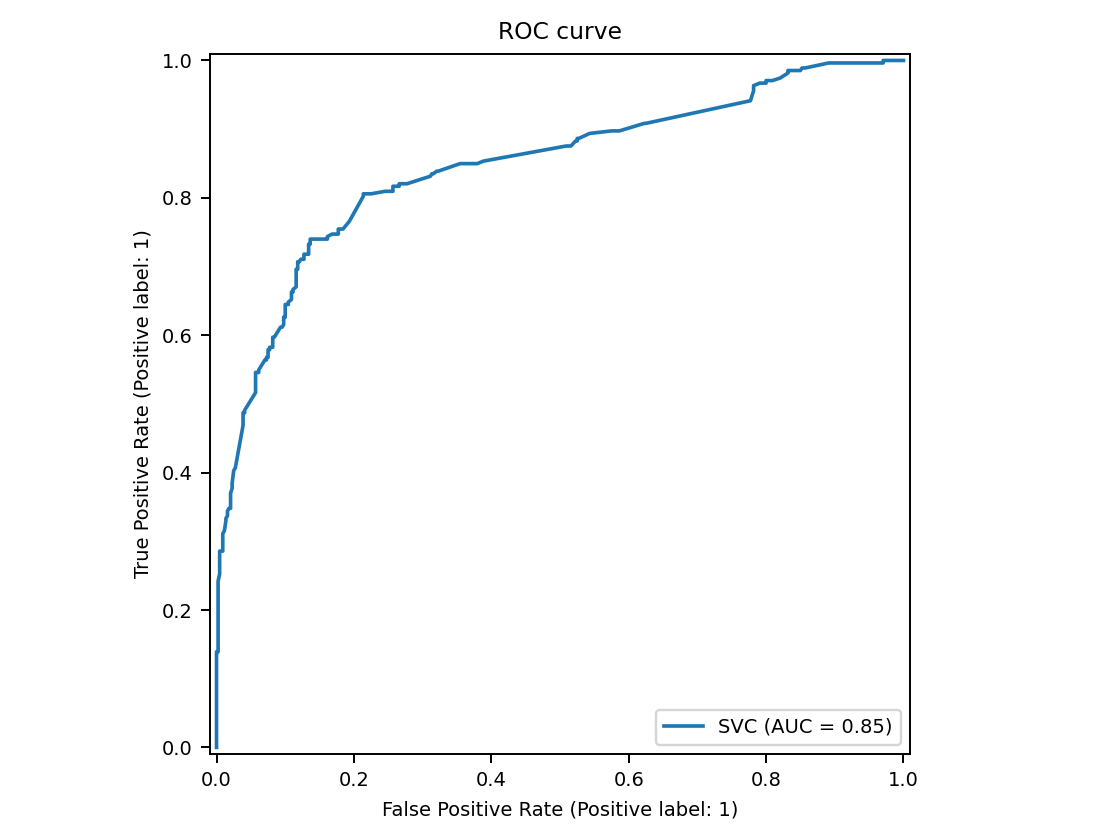 ROC curve
True Positive Rate (Positive label: 1)
1.0
0.8
0.6
0.4
0.2
0.0
SVC (AUC = 0.85)
0.0 0.2 0.4 0.6 0.8 1.0
False Positive Rate (Positive label: 1)